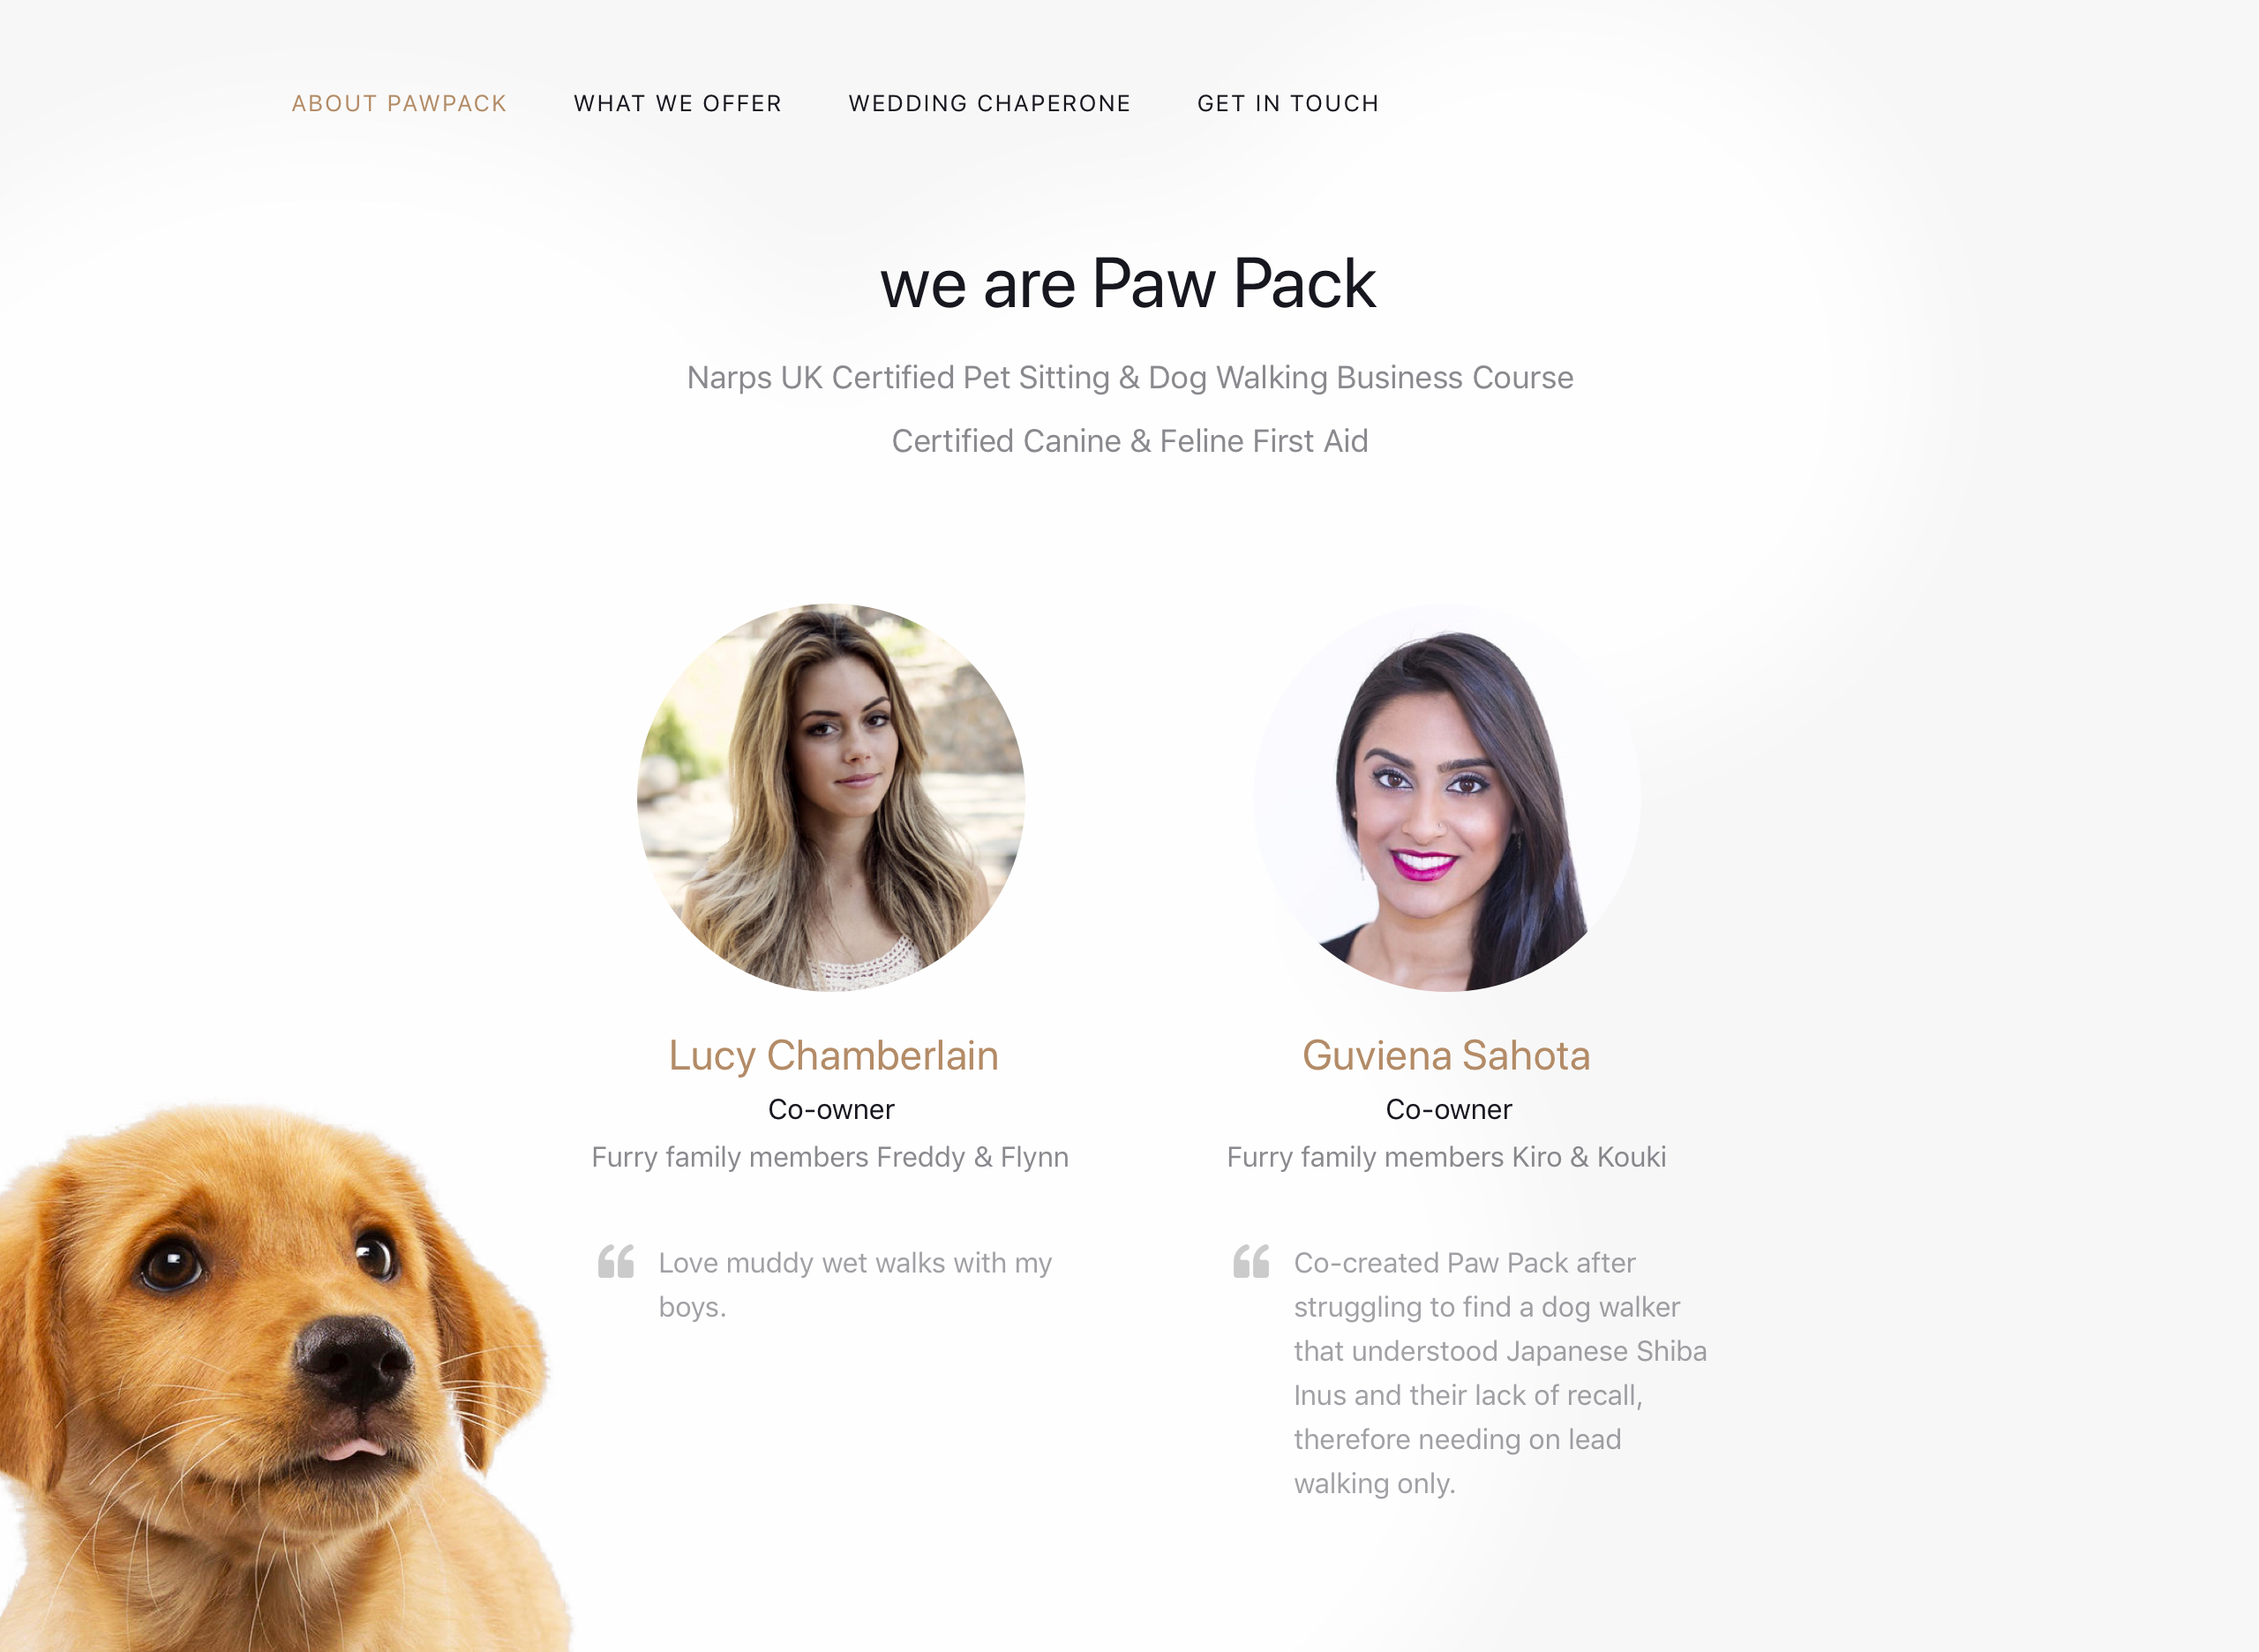 ABOUT PAWPACK WHAT WE OFFER WEDDING CHAPERONE GET IN TOUCH
we are Paw Pack
Narps UK Certified Pet Sitting & Dog Walking Business Course
Certified Canine & Feline First Aid
Lucy Chamberlain
Co-owner
Furry family members Freddy & Flynn
Love muddy wet walks with my
boys.
Guviena Sahota
Co-owner
Furry family members Kiro & Kouki
Co-created Paw Pack after
struggling to find a dog walker
that understood Japanese Shiba
Inus and their lack of recall,
therefore needing on lead
walking only.